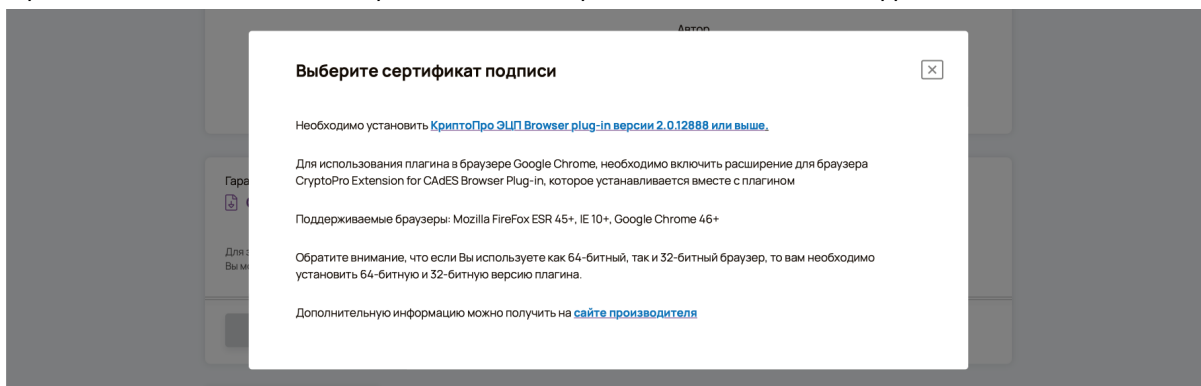 Автор
Выберите сертификат подписи
Необходимо установить КриптоПро ЭЦП Browser plug-in версии 2.0.12888 или выше.
Для использования плагина в браузере Google Chrome, необходимо включить расширение для браузера
CryptoPro Extension for CAdES Browser Plug-in, которое устанавливается вместе с плагином
Гара
Поддерживаемые браузеры: Mozilla FireFox ESR 45+, IE 10+, Google Chrome 46+
Для
Обратите внимание, что если Вы используете как 64-битный, так и 32-битный браузер, то вам необходимо
Вы
установить 64-битную и 32-битную версию плагина.
Дополнительную информацию можно получить на сайте производителя